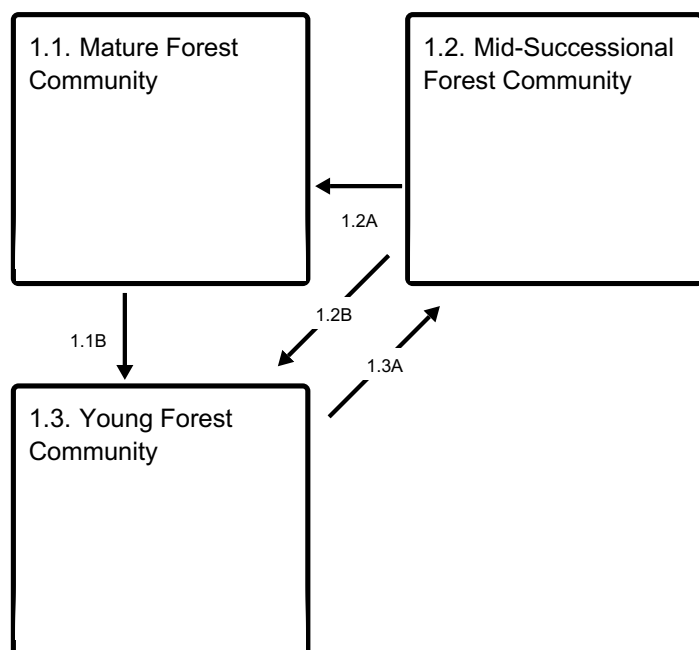 1.1. Mature Forest
Community
1.2. Mid-Successional
Forest Community
1.2A
1.2B
1.1B
1.3A
1.3. Young Forest
Community